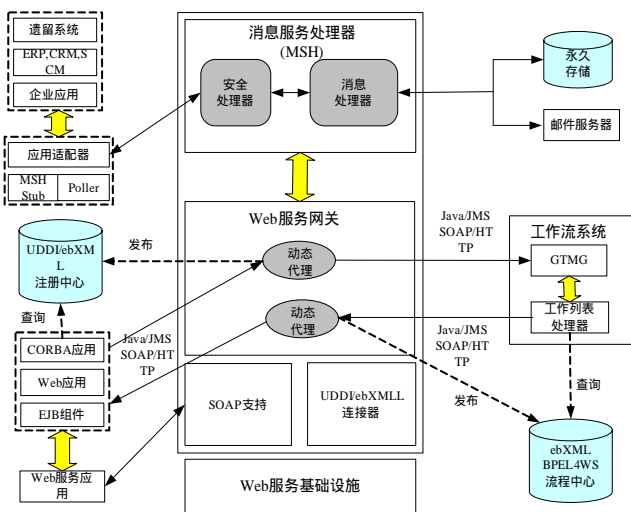 遗留系统
ERP,CRM,S
CM
企业应用
应用适配器
MSH
Stub
Poller
消息服务处理器
(MSH)
安全
处理器
消息
处理器
永久
存储
邮件服务器
UDDI/ebXM
L
注册中心
发布
查询
Web服务网关
动态
代理
动态
代理
Java/JMS
SOAP/HT
TP
工作流系统
GTMG
工作列表
处理器
Java/JMS
SOAP/HT
TP
Java/JMS
SOAP/HT
TP
CORBA应用
Web应用
EJB组件
Web服务应
用
SOAP支持
UDDI/ebXMLL
连接器
发布
查询
ebXML
BPEL4WS
流程中心
Web服务基础设施